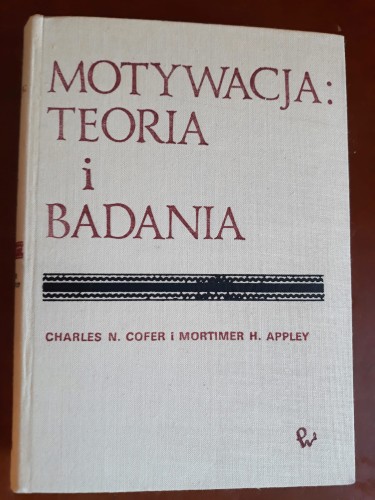 MOTYWACJA:
TEORIA
i
BADANIA
CHARLES N. COFER i MORTIMER H. APPLEY